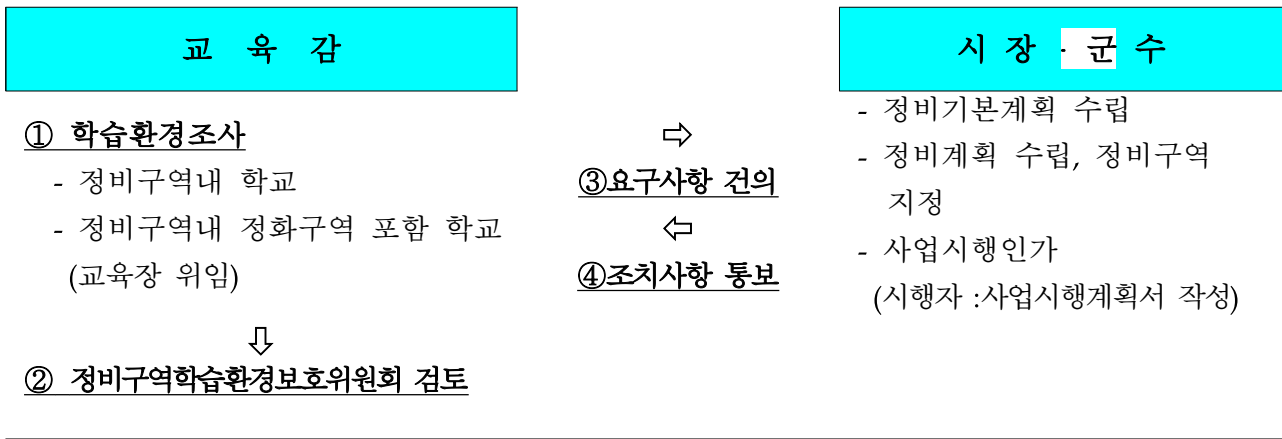 교 육 감
① 학습환경조사
- 정비구역내 학교
- 정비구역내 정화구역 포함 학교
(교육장 위임)
⇩
② 정비구역학습환경보호위원회 검토
⇨
③요구사항 건의
⇦
④조치사항 통보
시 장 · 군 수
- 정비기본계획 수립
- 정비계획 수립, 정비구역
지정
- 사업시행인가
(시행자 :사업시행계획서 작성)